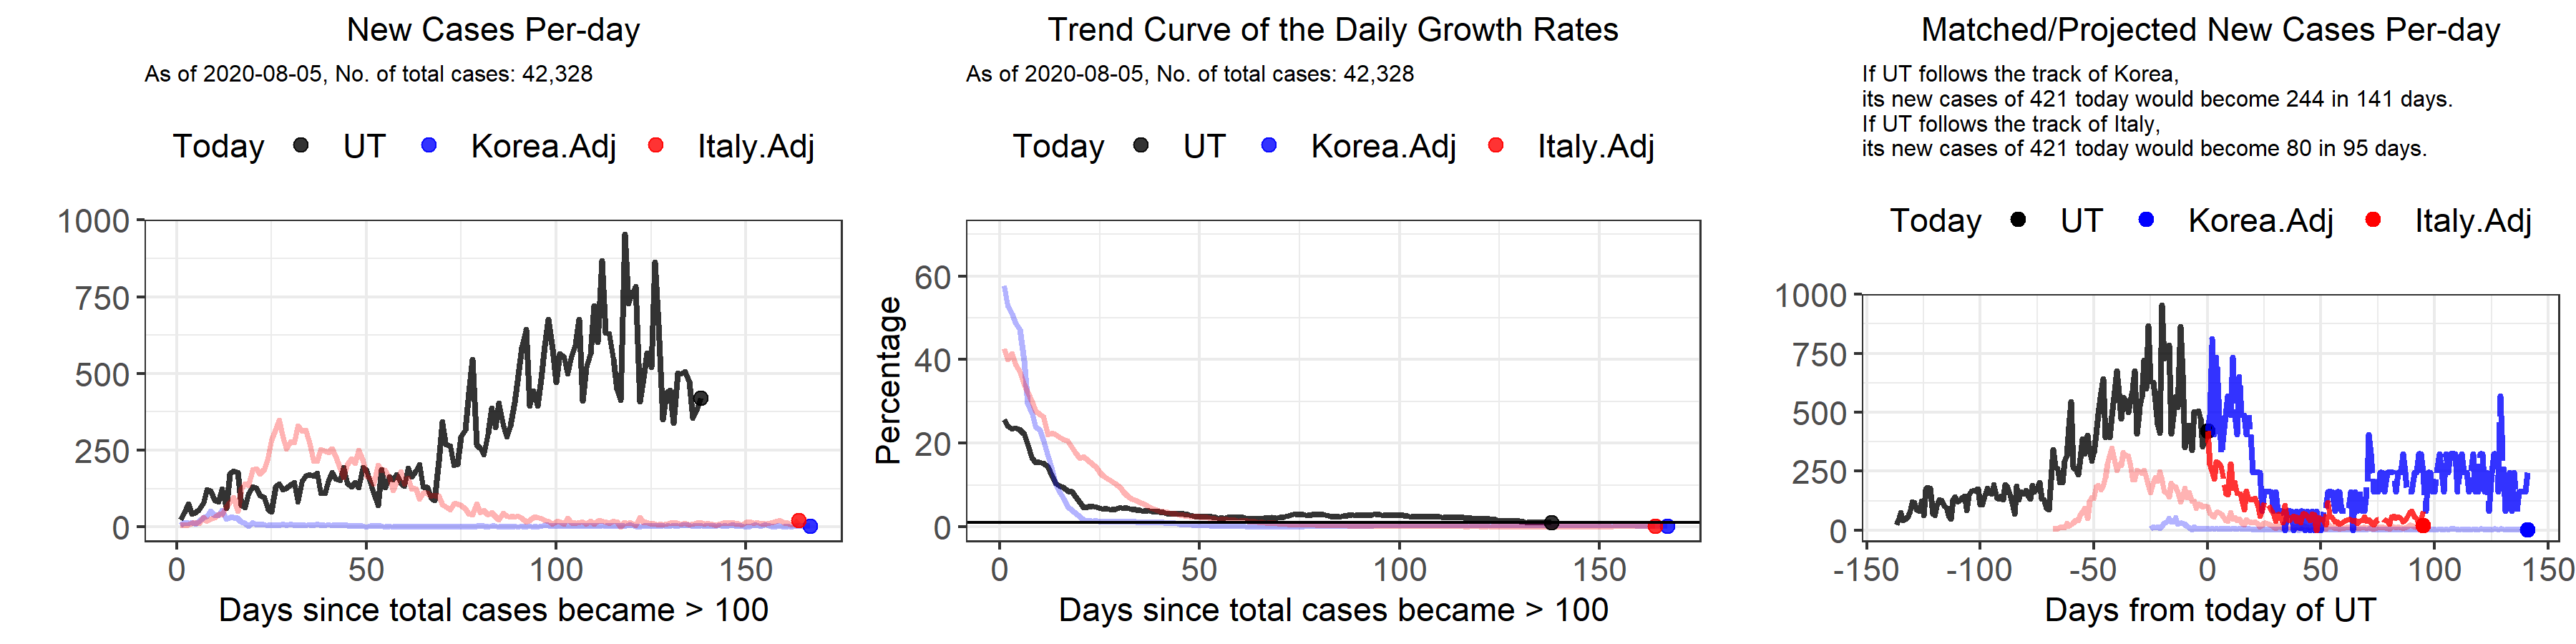 New Cases Per-day
As of 2020-08-05, No. of total cases: 42,328
Today UT Korea.Adj Italy.Adj
1000
750
500
250
0
0 50 100 150
Days since total cases became > 100
Trend Curve of the Daily Growth Rates
As of 2020-08-05, No. of total cases: 42,328
Today UT Korea.Adj Italy.Adj
Percentage
60
40
20
0
0 50 100 150
Days since total cases became > 100
Matched/Projected New Cases Per-day
If UT follows the track of Korea,
its new cases of 421 today would become 244 in 141 days.
If UT follows the track of Italy,
its new cases of 421 today would become 80 in 95 days.
Today UT Korea.Adj Italy.Adj
1000
750
500
250
0
-150 -100 -50 0 50 100 150
Days from today of UT